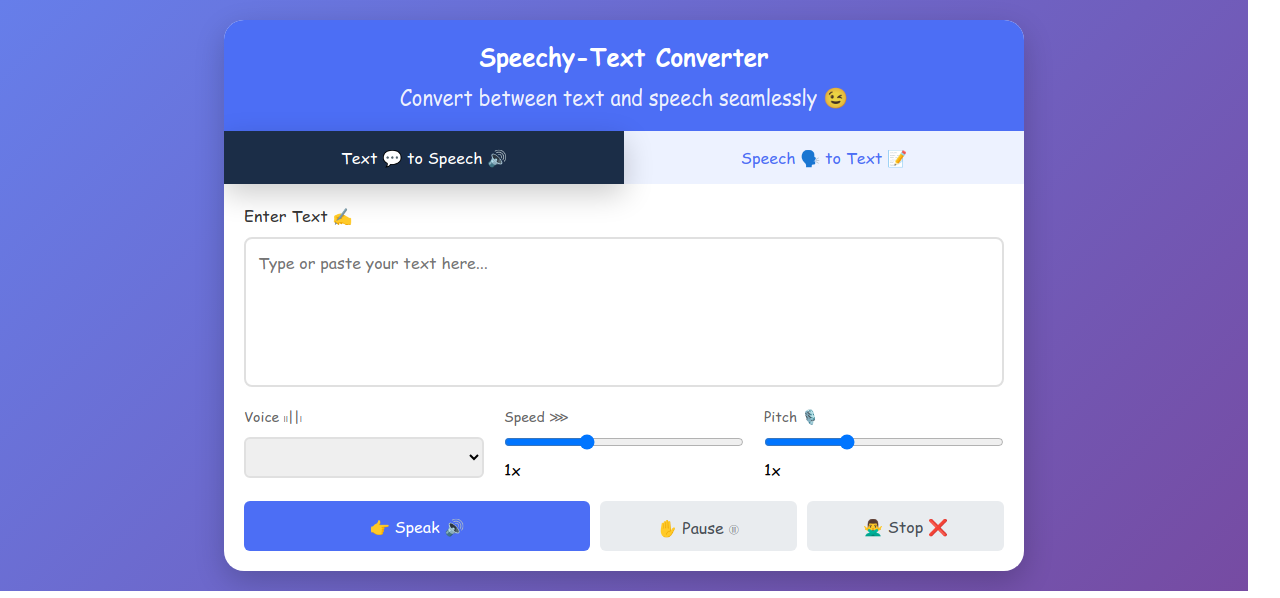 Speechy-Text Converter
Convert between text and speech seamlessly 😉
Text 💬 to Speech 🔊
Speech 🗣️ to Text 📝
Enter Text ✍️
Type or paste your text here...
Voice
Speed ⋙
Pitch 🎙️
1x
1x
👉 Speak 🔊
✋ Pause
🙅‍♂️ Stop ❌